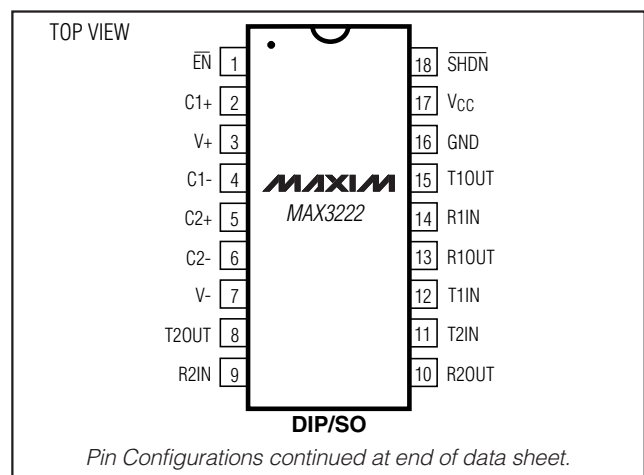 TOP VIEW
EN 1
C1+ 2
V+ 3
C1- 4
C2+ 5
C2- 6
V- 7
T2OUT 8
R2IN 9
MAXIM
MAX3222
18 SHDN
17 VCC
16 GND
15 T1OUT
14 R1IN
13 R1OUT
12 T1IN
11 T2IN
10 R2OUT
DIP/SO
Pin Configurations continued at end of data sheet.